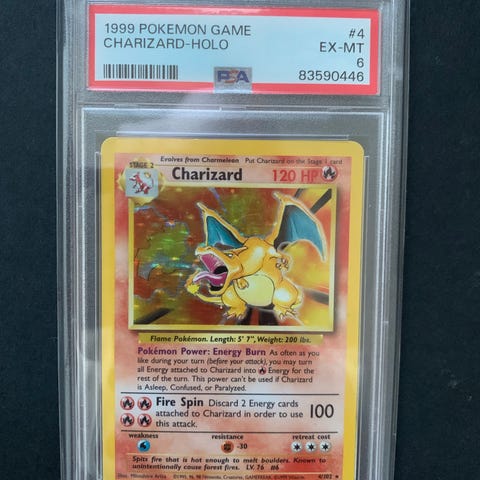 1999 POKEMON GAME #4
CHARIZARD-HOLO EX-MT
6
PSA 83590446
STAGE 2 Evolves from Charmeleon Put Charizard on the Stage 1 card
Charizard 120 HP
Flame Pokémon. Length: 5' 7", Weight: 200 lbs.
Pokémon Power: Energy Burn As often as you
like during your turn (before your attack), you may turn
all Energy attached to Charizard into Energy for
the rest of the turn. This power can't be used if Charizard
is Asleep, Confused, or Paralyzed.
Fire Spin Discard 2 Energy cards
attached to Charizard in order to use 100
this attack.
weakness resistance retreat cost
-30
Spits fire that is hot enough to melt boulders. Known to
unintentionally cause forest fires. LV. 76 #6
Illus. Mitsuhiro Arita 4/102